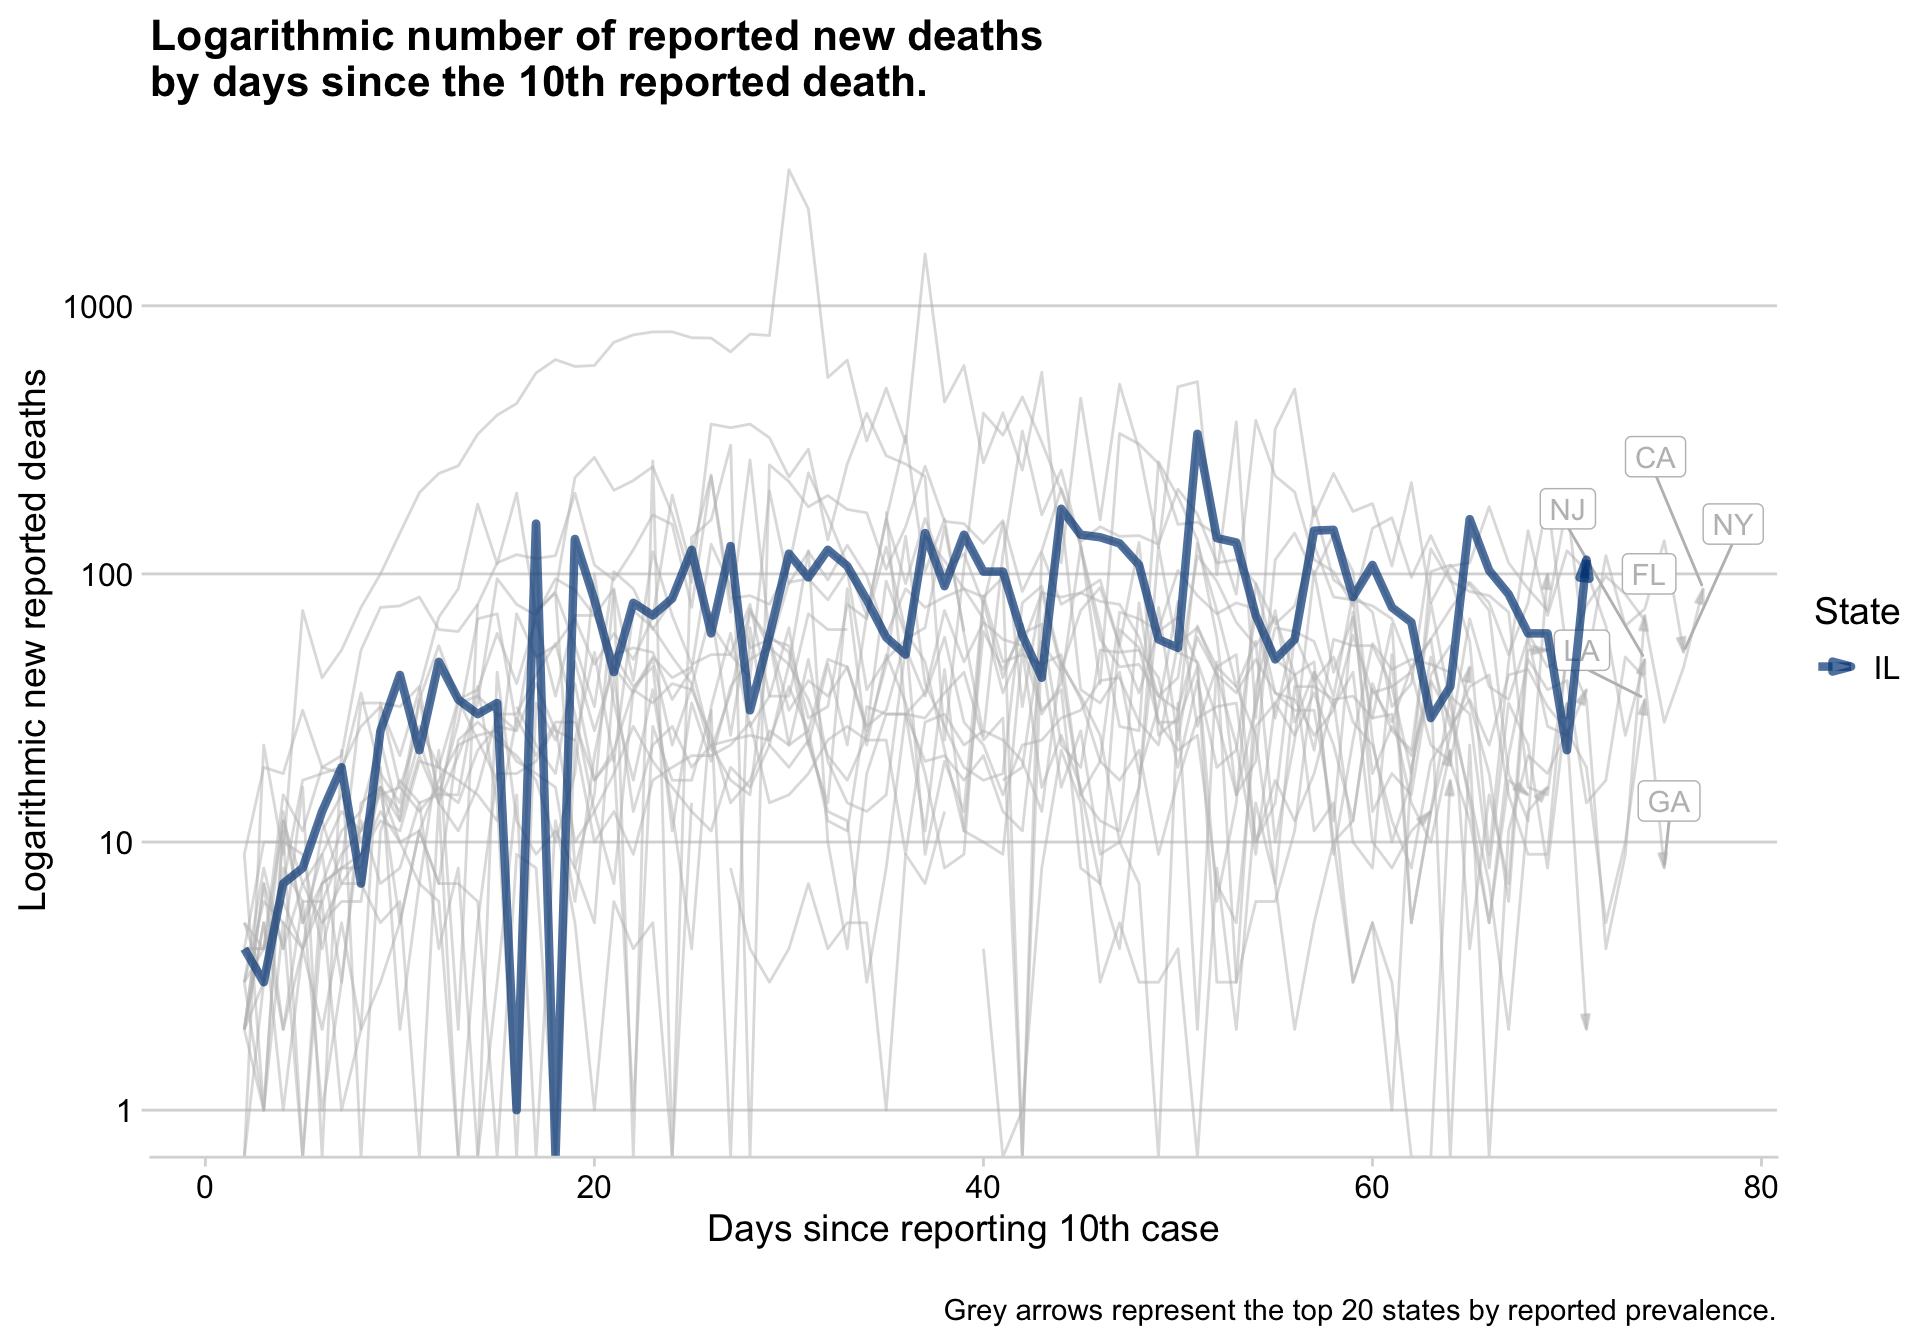 Logarithmic number of reported new deaths
by days since the 10th reported death.
Logarithmic new reported deaths
1000
100
10
1
CA
NJ
NY
FL
LA
GA
State
IL
0 20 40 60 80
Days since reporting 10th case
Grey arrows represent the top 20 states by reported prevalence.